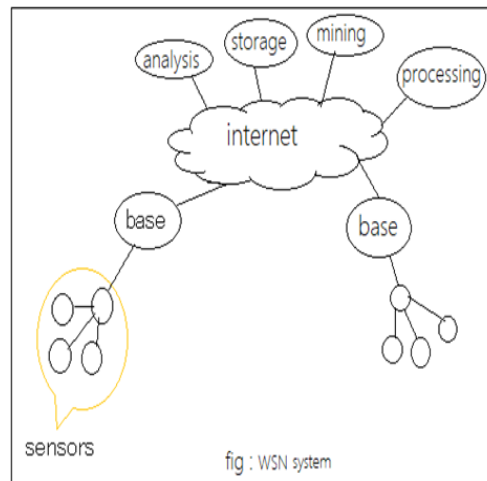 analysis
storage
mining
processing
internet
base
base
sensors
fig : WSN system